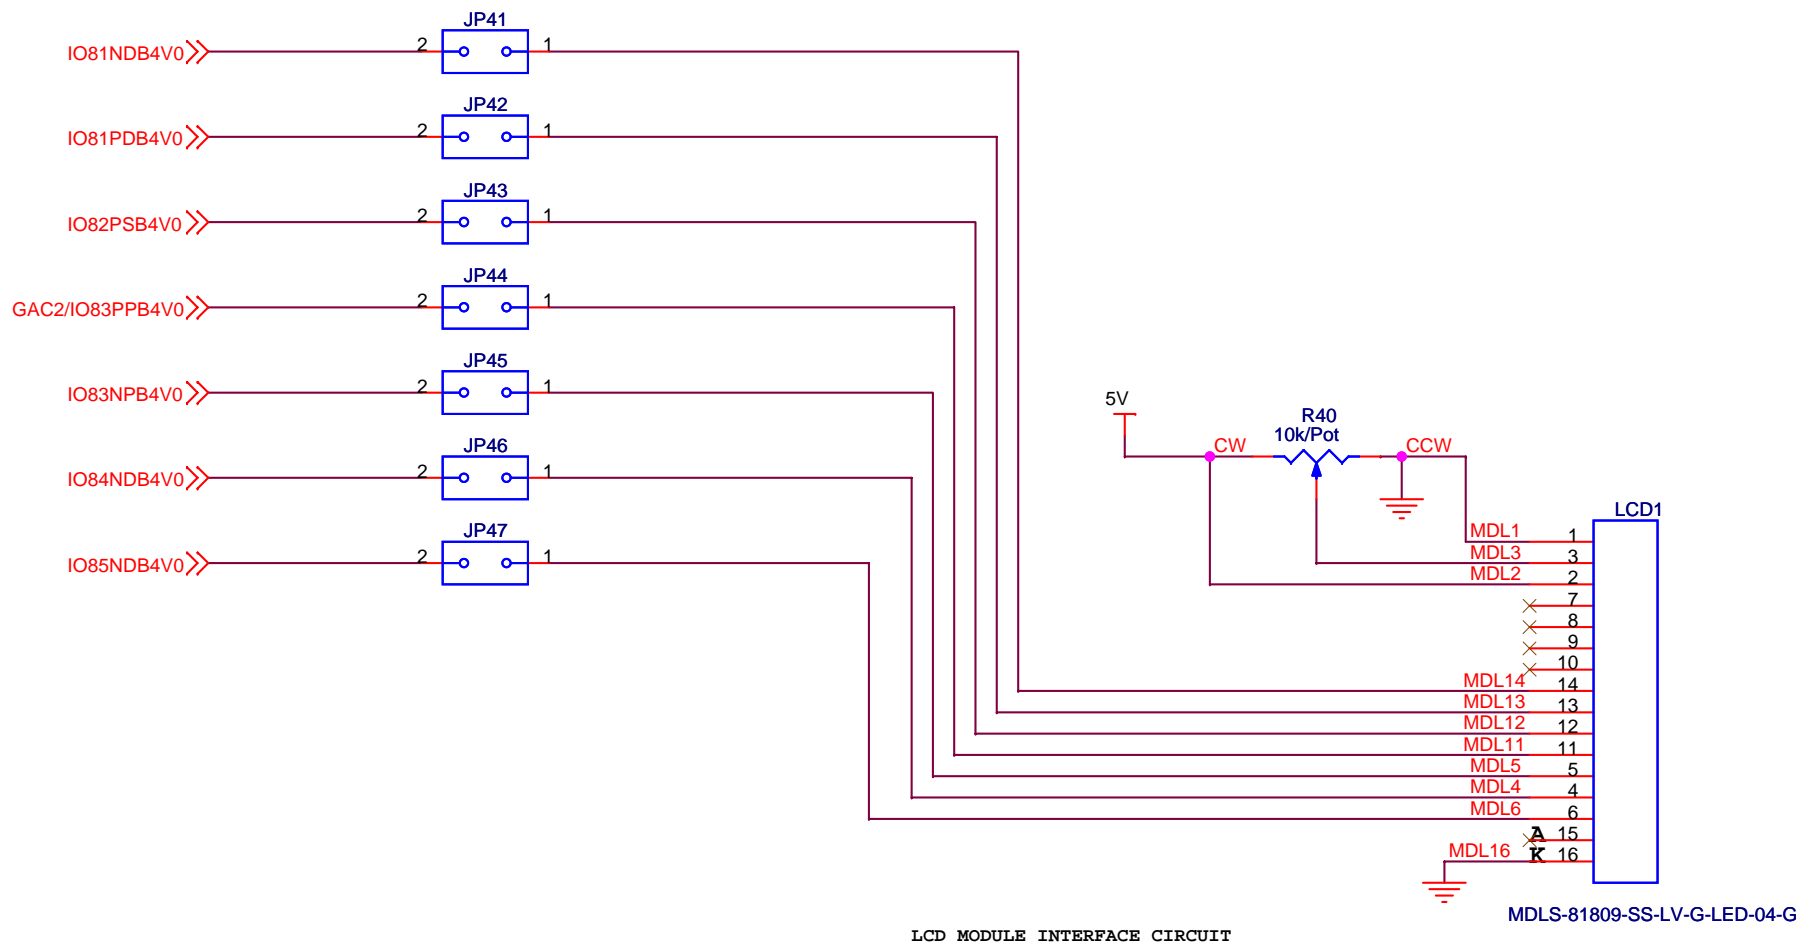 JP41
IO81NDB4V0 2 1
JP42
IO81PDB4V0 2 1
JP43
IO82PSB4V0 2 1
JP44
GAC2/IO83PPB4V0 2 1
JP45
IO83NPB4V0 2 1
JP46
IO84NDB4V0 2 1
JP47
IO85NDB4V0 2 1
5V
R40
10k/Pot
CW
CCW
LCD1
MDL1 1
MDL3 3
MDL2 2
7
8
9
10
MDL14 14
MDL13 13
MDL12 12
MDL11 11
MDL5 5
MDL4 4
MDL6 6
A 15
MDL16 K 16
MDLS-81809-SS-LV-G-LED-04-G
LCD MODULE INTERFACE CIRCUIT